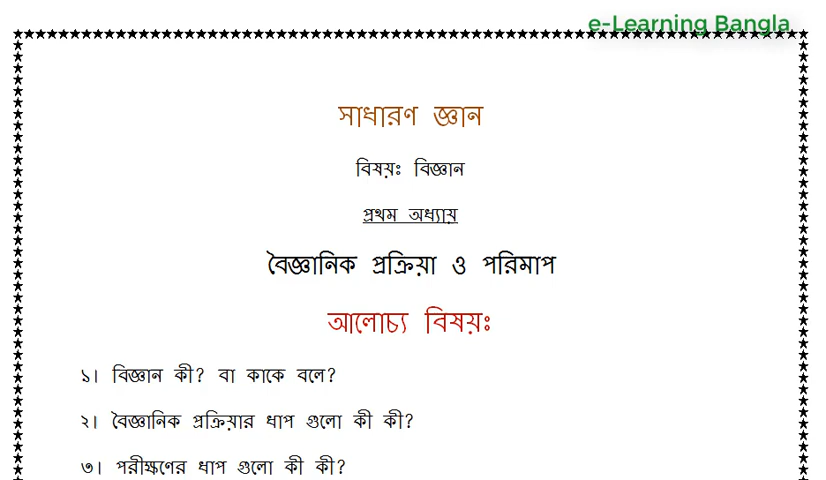 e-Learning Bangla
সাধারণ জ্ঞান
বিষয়ঃ বিজ্ঞান
প্রথম অধ্যায়
বৈজ্ঞানিক প্রক্রিয়া ও পরিমাপ
আলোচ্য বিষয়ঃ
১। বিজ্ঞান কী? বা কাকে বলে?
২। বৈজ্ঞানিক প্রক্রিয়ার ধাপ গুলো কী কী?
৩। পরীক্ষণের ধাপ গুলো কী কী?